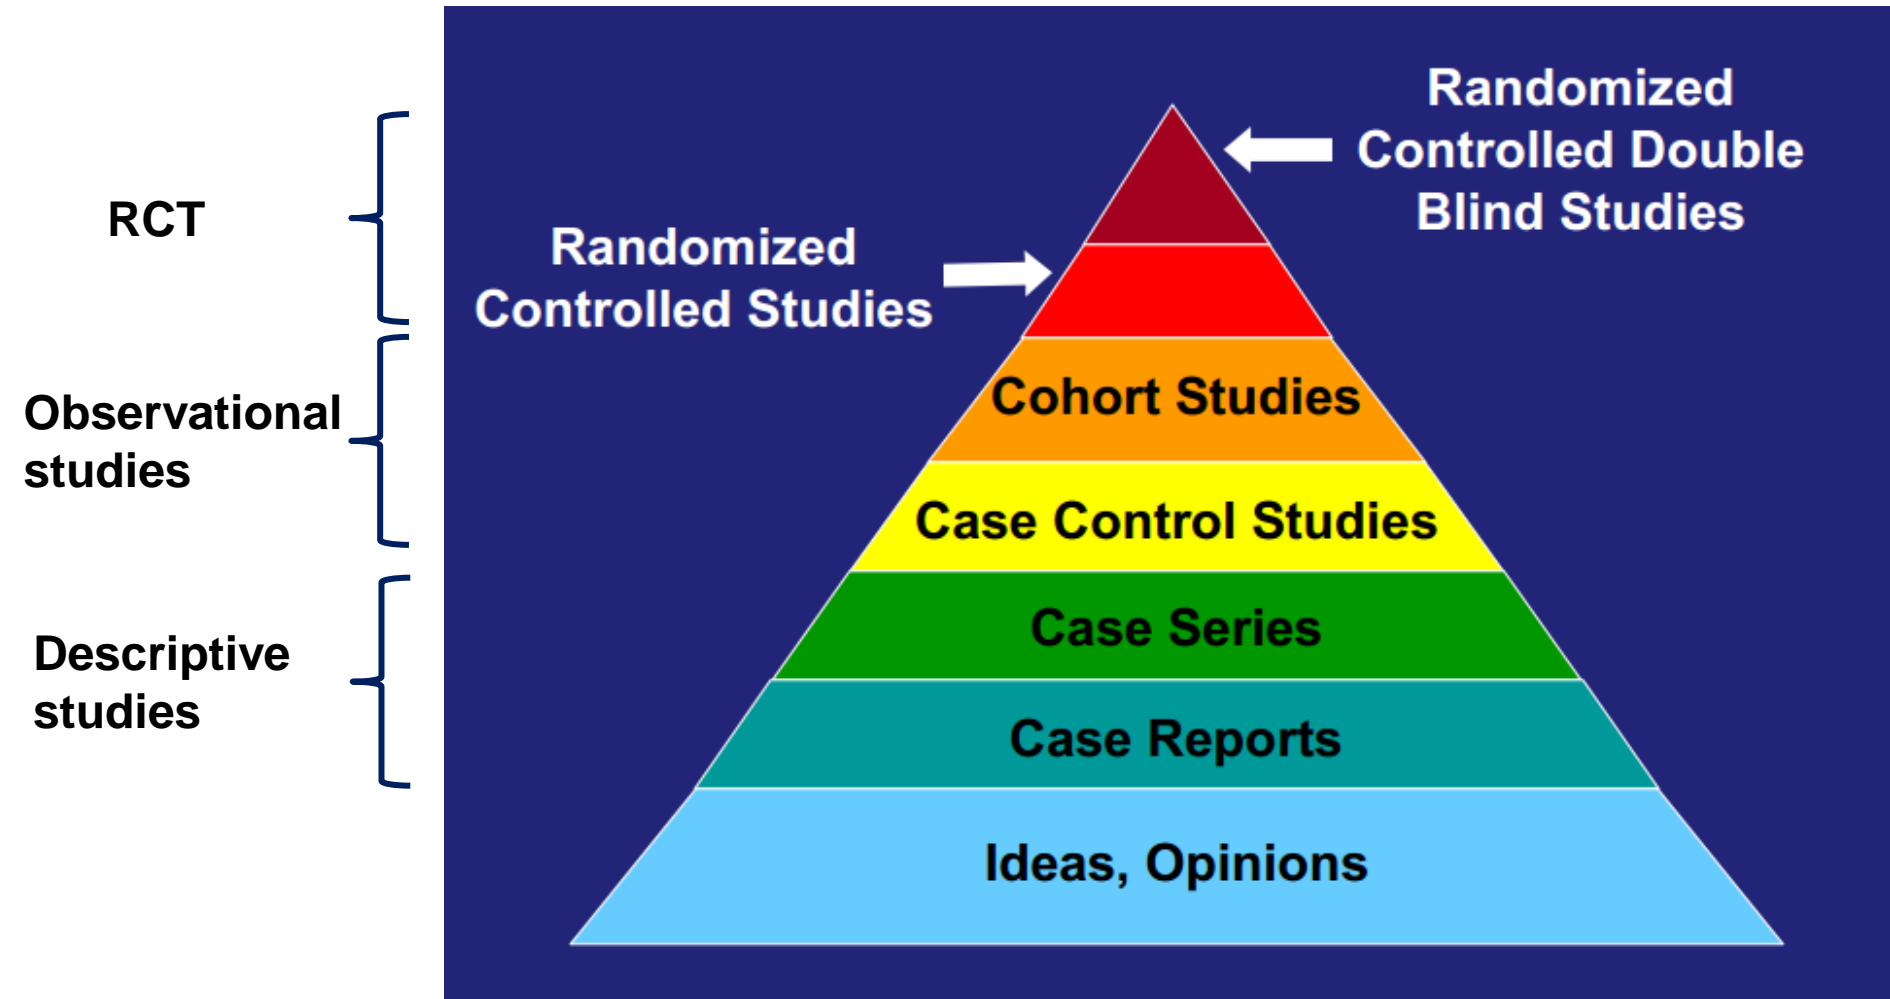 RCT
Observational
studies
Descriptive
studies
Randomized
Controlled Double
Blind Studies
Randomized
Controlled Studies
Cohort Studies
Case Control Studies
Case Series
Case Reports
Ideas, Opinions